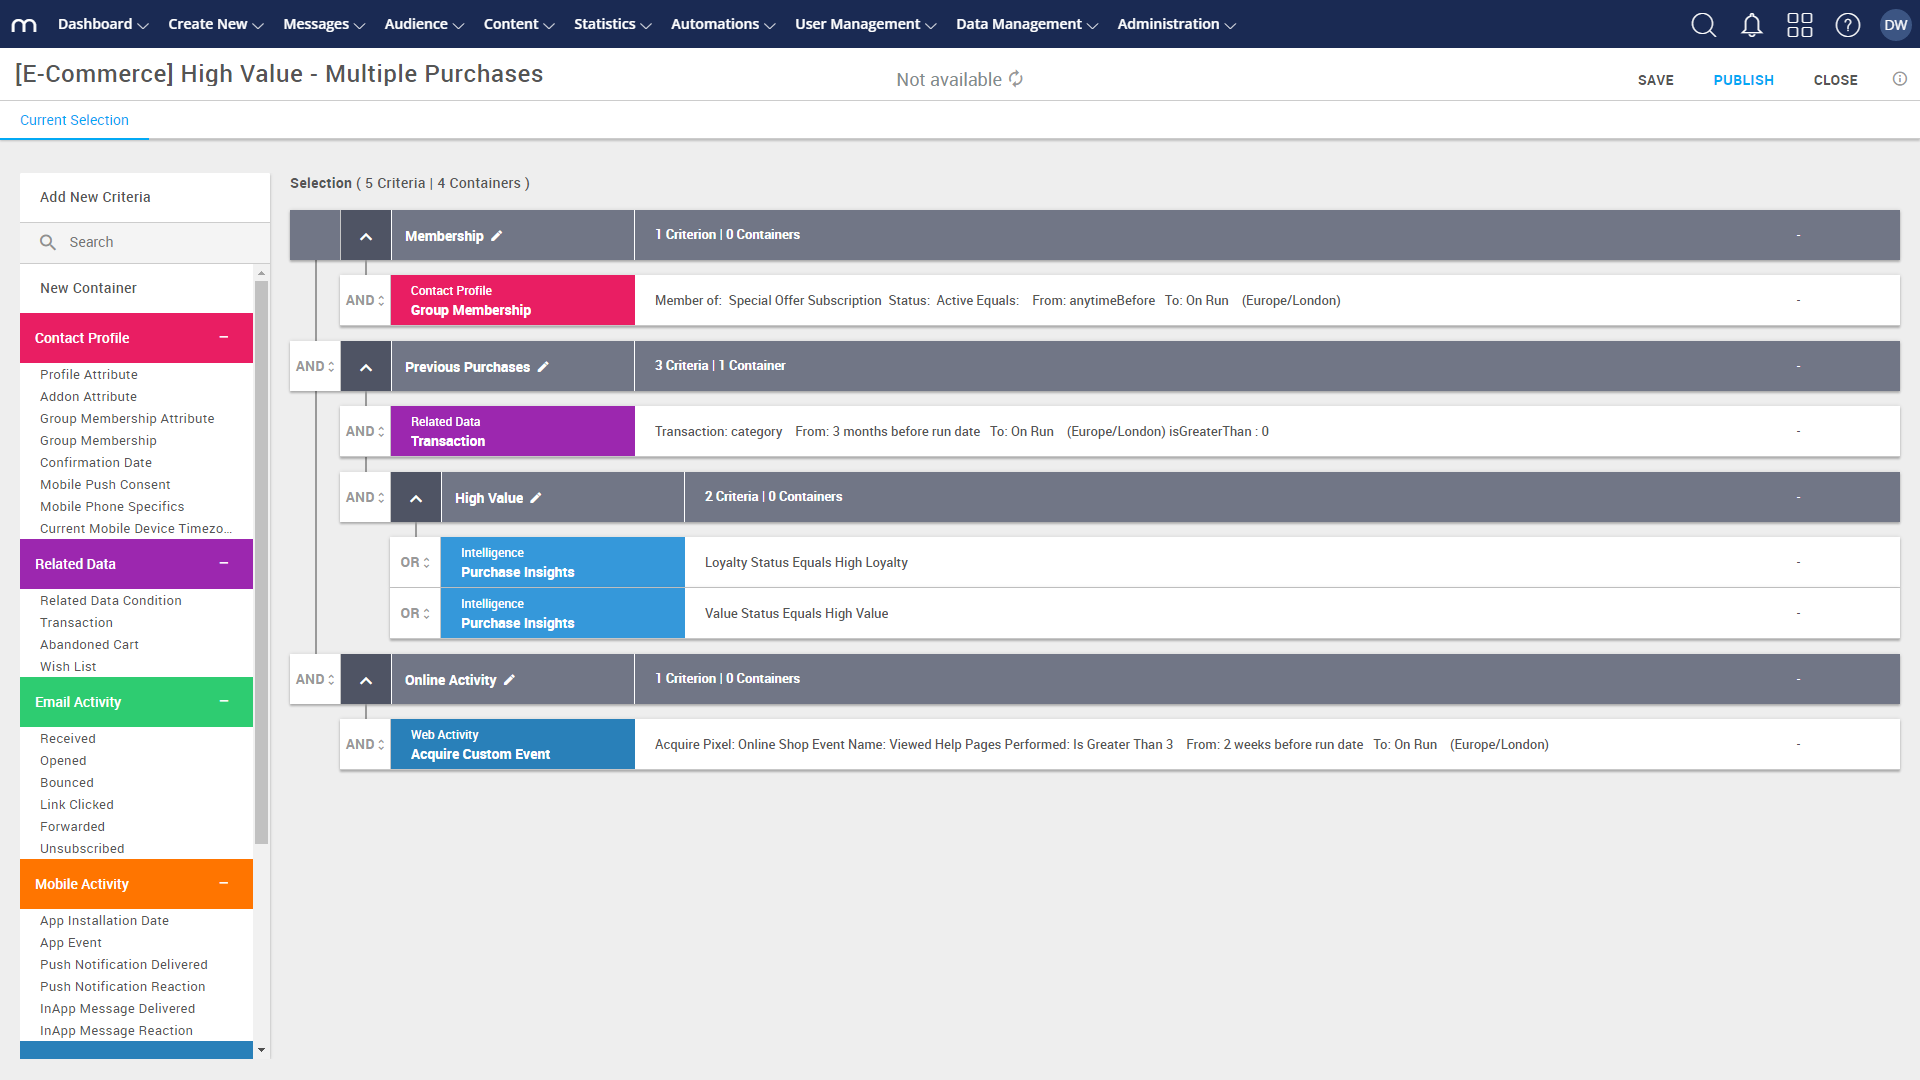 m Dashboard Create New Messages Audience Content Statistics Automations User Management Data Management Administration ? DW
[E-Commerce] High Value - Multiple Purchases Not available SAVE PUBLISH CLOSE
Current Selection
Add New Criteria
Search
New Container
Contact Profile
Profile Attribute
Addon Attribute
Group Membership Attribute
Group Membership
Confirmation Date
Mobile Push Consent
Mobile Phone Specifics
Current Mobile Device Timezo...
Related Data
Related Data Condition
Transaction
Abandoned Cart
Wish List
Email Activity
Received
Opened
Bounced
Link Clicked
Forwarded
Unsubscribed
Mobile Activity
App Installation Date
App Event
Push Notification Delivered
Push Notification Reaction
InApp Message Delivered
InApp Message Reaction
Selection ( 5 Criteria | 4 Containers )
Membership 1 Criterion | 0 Containers -
AND Contact Profile
Group Membership Member of: Special Offer Subscription Status: Active Equals: From: anytimeBefore To: On Run (Europe/London) -
AND Previous Purchases 3 Criteria | 1 Container -
AND Related Data
Transaction Transaction: category From: 3 months before run date To: On Run (Europe/London) isGreaterThan : 0 -
AND High Value 2 Criteria | 0 Containers -
OR Intelligence
Purchase Insights Loyalty Status Equals High Loyalty -
OR Intelligence
Purchase Insights Value Status Equals High Value -
AND Online Activity 1 Criterion | 0 Containers -
AND Web Activity
Acquire Custom Event Acquire Pixel: Online Shop Event Name: Viewed Help Pages Performed: Is Greater Than 3 From: 2 weeks before run date To: On Run (Europe/London) -